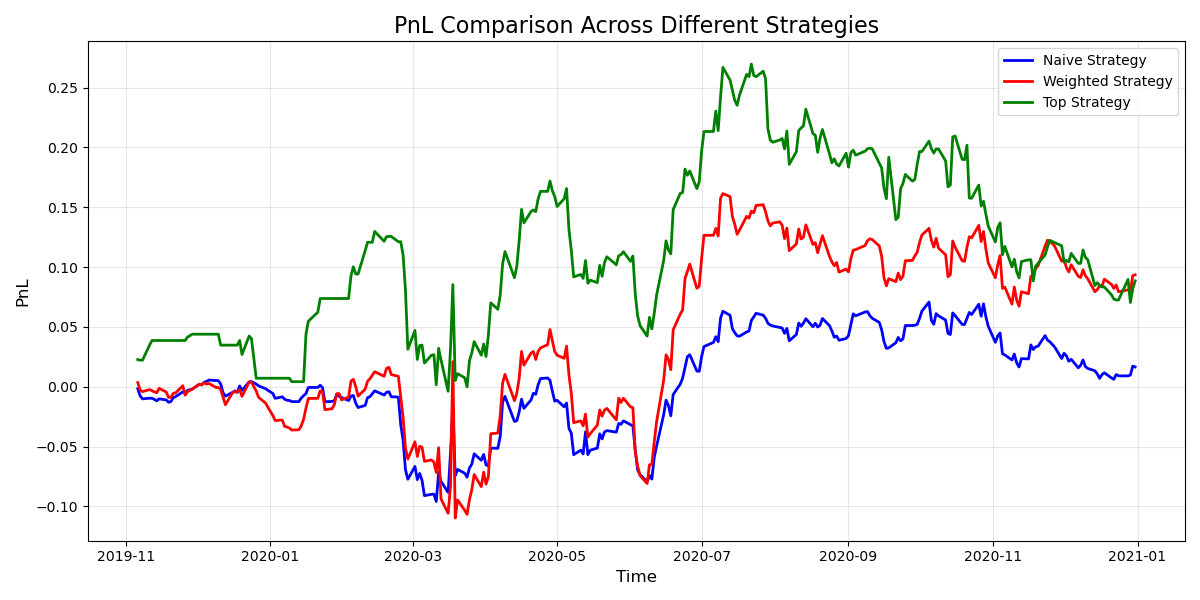 PnL Comparison Across Different Strategies
Naive Strategy
Weighted Strategy
Top Strategy
PnL
0.25
0.20
0.15
0.10
0.05
0.00
−0.05
−0.10
2019-11 2020-01 2020-03 2020-05 2020-07 2020-09 2020-11 2021-01
Time